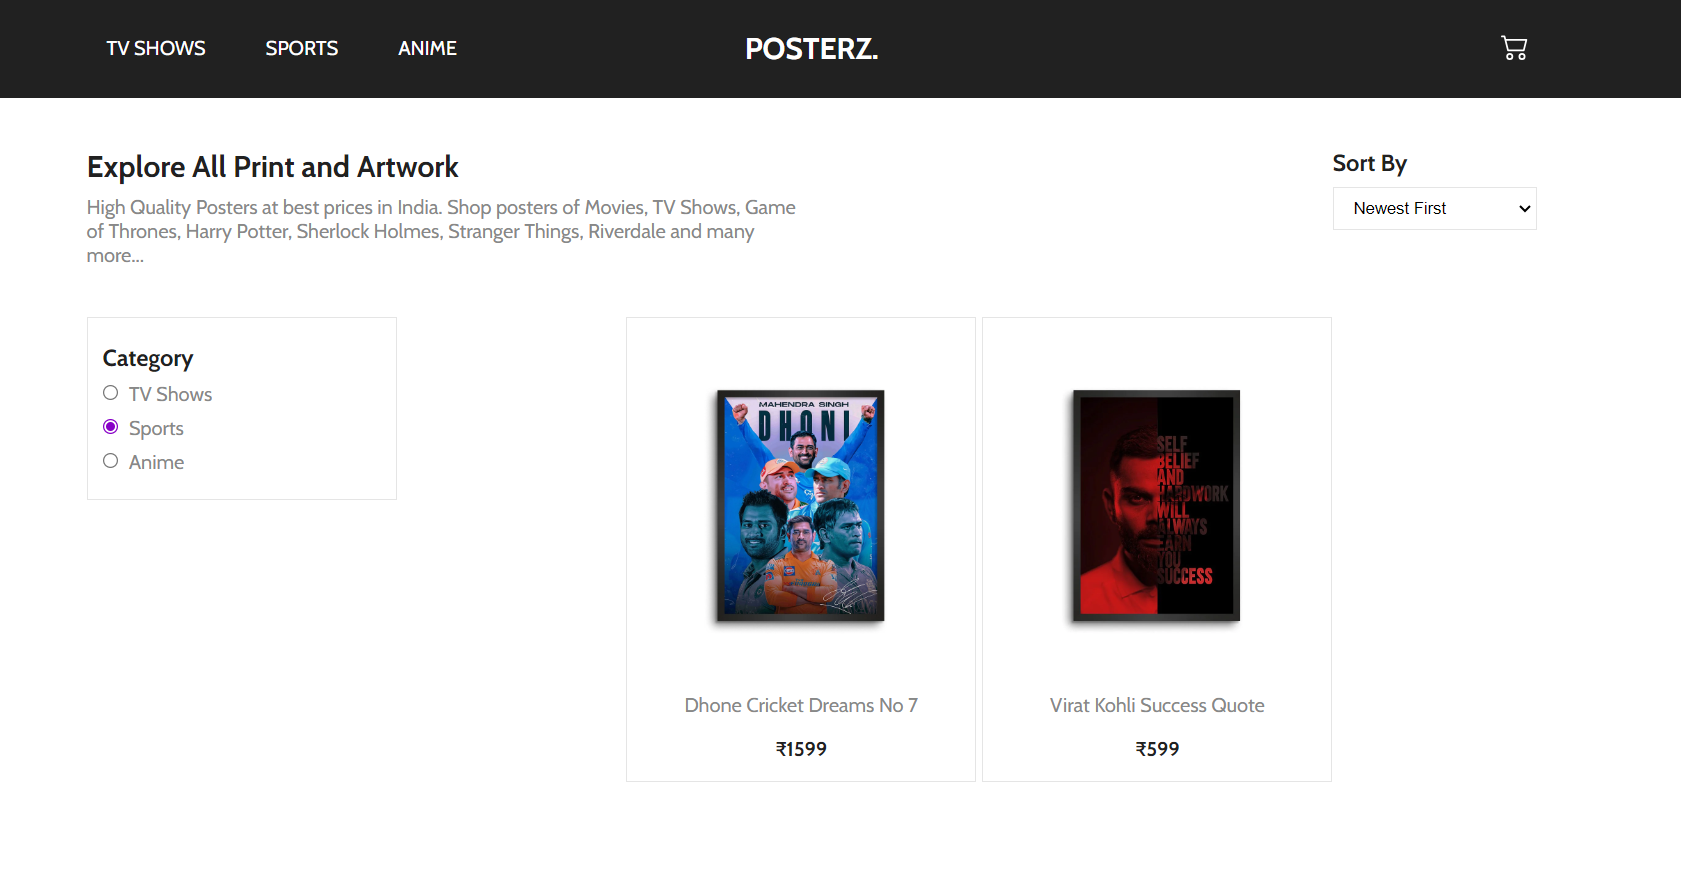 TV SHOWS SPORTS ANIME POSTERZ.
Explore All Print and Artwork
High Quality Posters at best prices in India. Shop posters of Movies, TV Shows, Game
of Thrones, Harry Potter, Sherlock Holmes, Stranger Things, Riverdale and many
more...
Sort By
Newest First
Category
TV Shows
Sports
Anime
MAHENDRA SINGH
DHONI
Dhone Cricket Dreams No 7
₹1599
SELF
BELIEF
AND
HARDWORK
WILL
ALWAYS
EARN
YOU
SUCCESS
Virat Kohli Success Quote
₹599